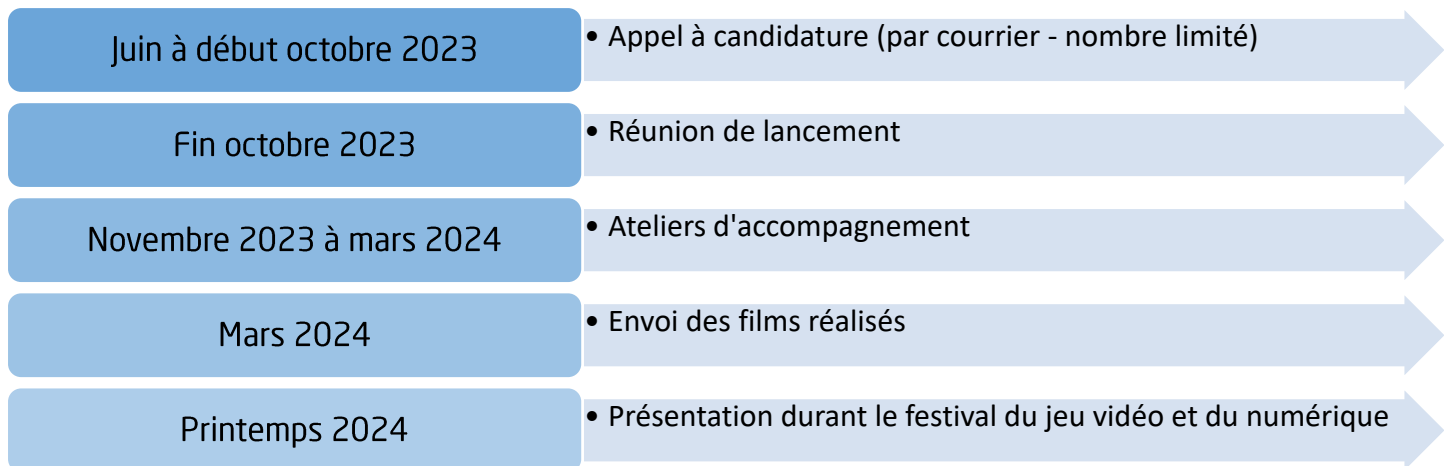 Juin à début octobre 2023
• Appel à candidature (par courrier - nombre limité)
Fin octobre 2023
• Réunion de lancement
Novembre 2023 à mars 2024
• Ateliers d'accompagnement
Mars 2024
• Envoi des films réalisés
Printemps 2024
• Présentation durant le festival du jeu vidéo et du numérique